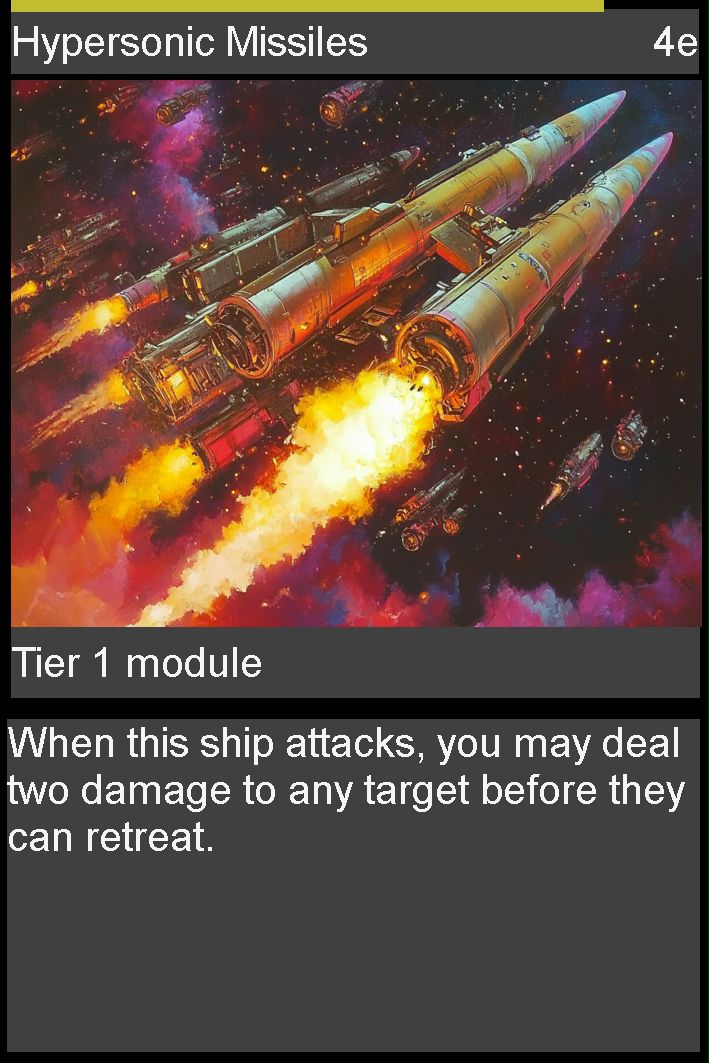 Hypersonic Missiles 4e
Tier 1 module
When this ship attacks, you may deal
two damage to any target before they
can retreat.